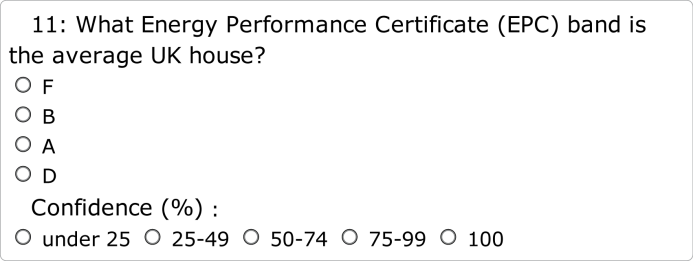 11: What Energy Performance Certificate (EPC) band is
the average UK house?
F
B
A
D
Confidence (%) :
under 25 25-49 50-74 75-99 100